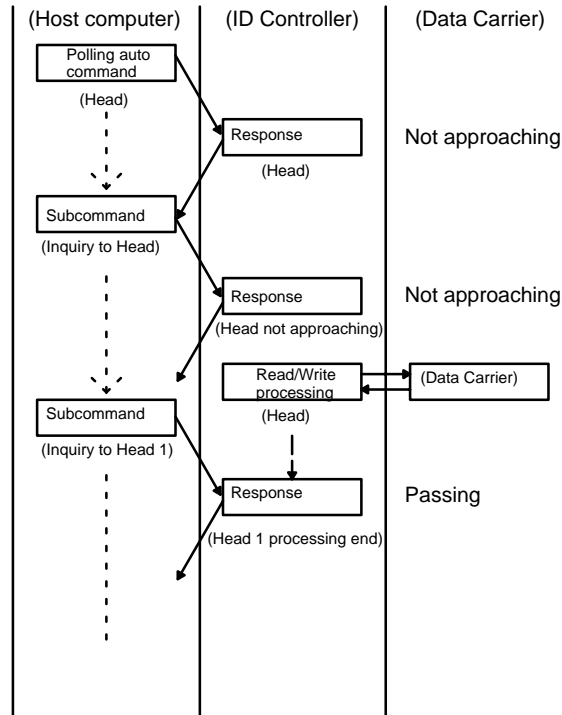 (Host computer) (ID Controller) (Data Carrier)
Polling auto
command
(Head)
Response
Not approaching
(Head)
Subcommand
(Inquiry to Head)
Response
Not approaching
(Head not approaching)
Read/Write
processing
(Data Carrier)
(Head)
Subcommand
(Inquiry to Head 1)
Response
Passing
(Head 1 processing end)